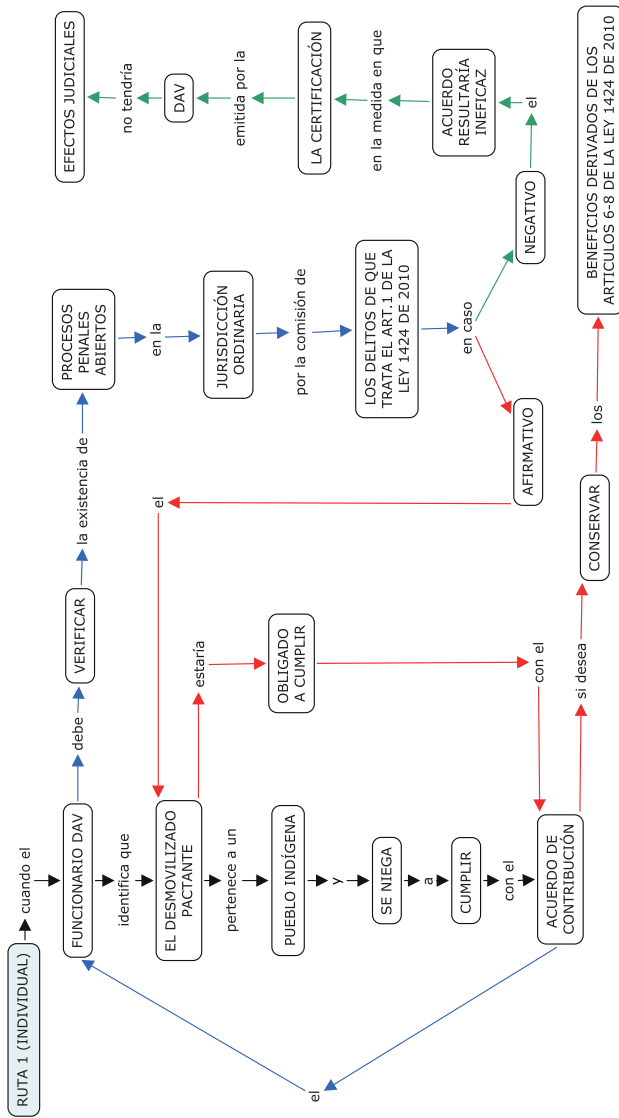 RUTA 1 (INDIVIDUAL)
cuando el
FUNCIONARIO DAV
identifica que
EL DESMOVILIZADO
PACTANTE
pertenece a un
PUEBLO INDÍGENA
y
SE NIEGA
a
CUMPLIR
con el
ACUERDO DE
CONTRIBUCIÓN
el
debe
VERIFICAR
la existencia de
PROCESOS
PENALES
ABIERTOS
en la
JURISDICCIÓN
ORDINARIA
por la comisión de
LOS DELITOS DE QUE
TRATA EL ART.1 DE LA
LEY 1424 DE 2010
en caso
AFIRMATIVO
el
estaría
OBLIGADO
A CUMPLIR
con el
si desea
CONSERVAR
los
BENEFICIOS DERIVADOS DE LOS
ARTICULOS 6-8 DE LA LEY 1424 DE 2010
NEGATIVO
el
ACUERDO
RESULTARÍA
INEFICAZ
en la medida en que
LA CERTIFICACIÓN
emitida por la
DAV
no tendría
EFECTOS JUDICIALES